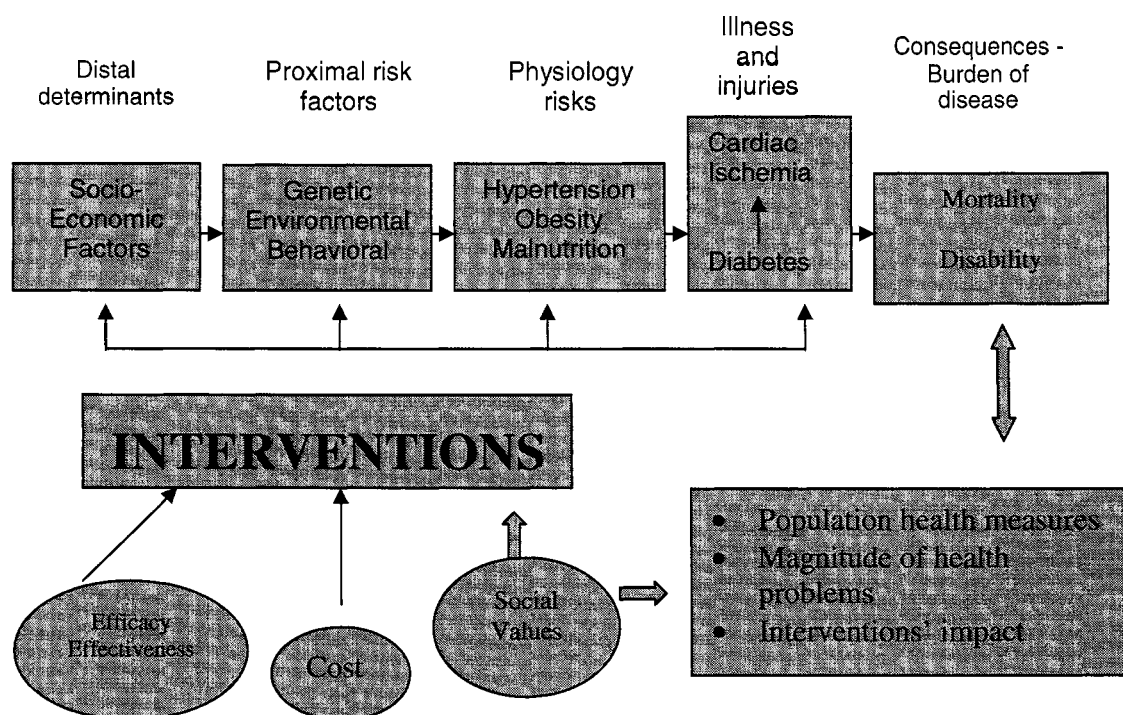 Distal
determinants
Proximal risk
factors
Physiology
risks
Illness
and
injuries
Consequences -
Burden of
disease
Socio-
Economic
Factors
Genetic
Environmental
Behavioral
Hypertension
Obesity
Malnutrition
Cardiac
Ischemia
Diabetes
Mortality
Disability
INTERVENTIONS
Efficacy
Effectiveness
Cost
Social
Values
• Population health measures
• Magnitude of health
problems
• Interventions' impact